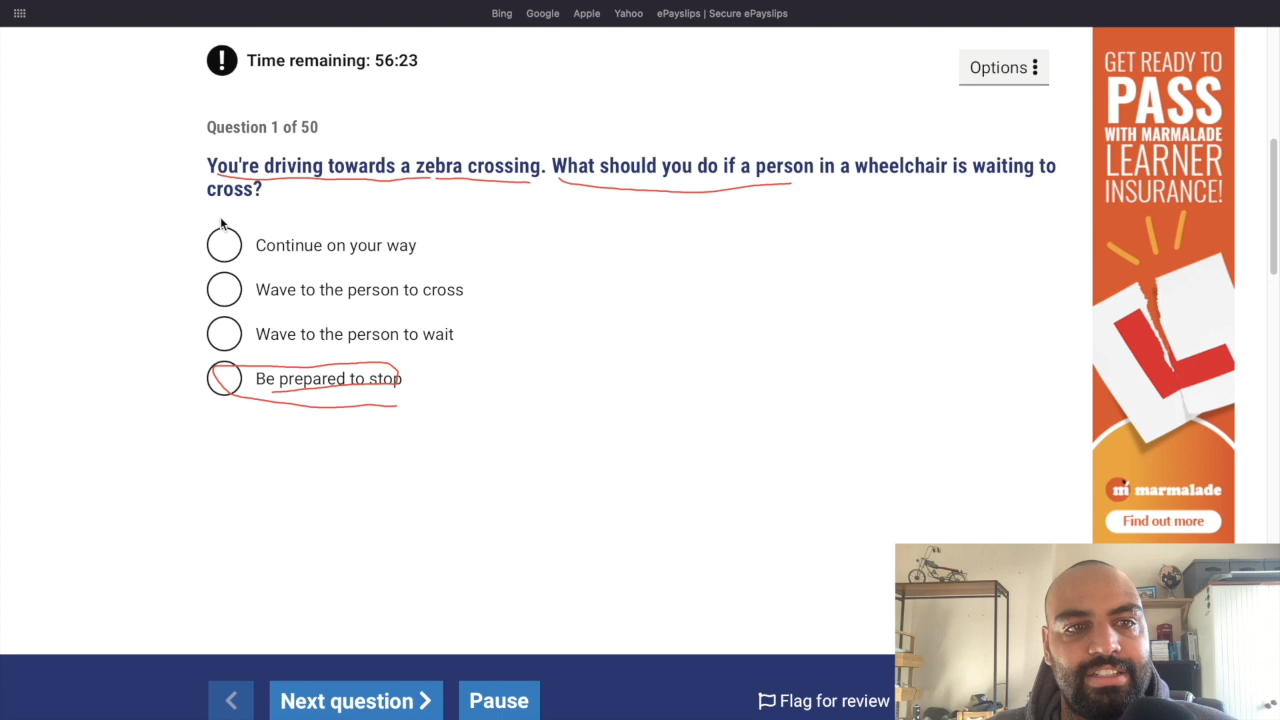 Bing Google Apple Yahoo ePayslips | Secure ePayslips
! Time remaining: 56:23
Options
Question 1 of 50
You're driving towards a zebra crossing. What should you do if a person in a wheelchair is waiting to
cross?
Continue on your way
Wave to the person to cross
Wave to the person to wait
Be prepared to stop
Next question
Pause
Flag for review
GET READY TO
PASS
WITH MARMALADE
LEARNER
INSURANCE!
m marmalade
Find out more